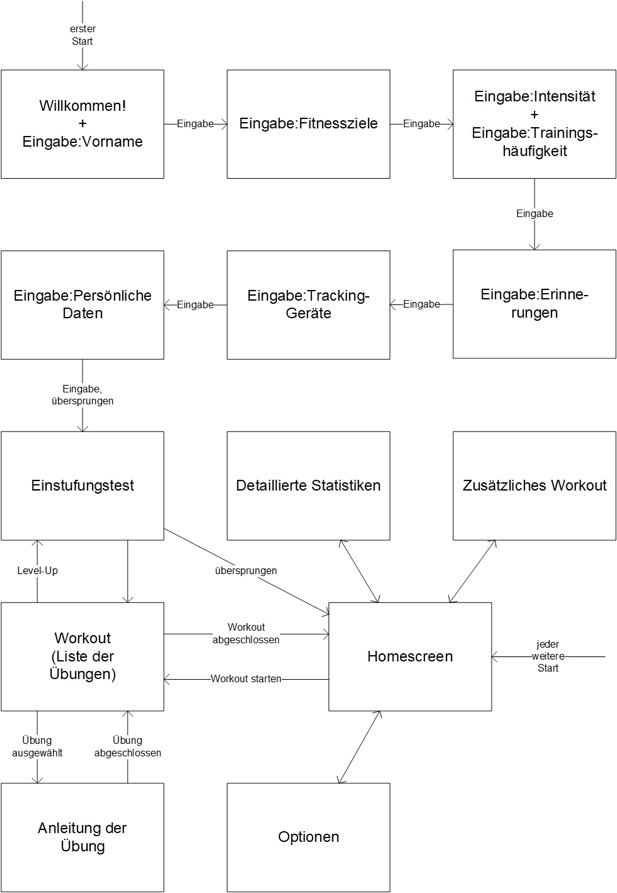 erster
Start
Willkommen!
+
Eingabe:Vorname
Eingabe
Eingabe:Fitnessziele
Eingabe
Eingabe:Intensität
+
Eingabe:Trainings-
häufigkeit
Eingabe
Eingabe:Persönliche
Daten
Eingabe
Eingabe:Tracking-
Geräte
Eingabe
Eingabe:Erinne-
rungen
Eingabe,
übersprungen
Einstufungstest
Detaillierte Statistiken
Zusätzliches Workout
Level-Up
übersprungen
Workout
(Liste der
Übungen)
Workout
abgeschlossen
Workout starten
Homescreen
jeder
weitere
Start
Übung
ausgewählt
Übung
abgeschlossen
Anleitung der
Übung
Optionen